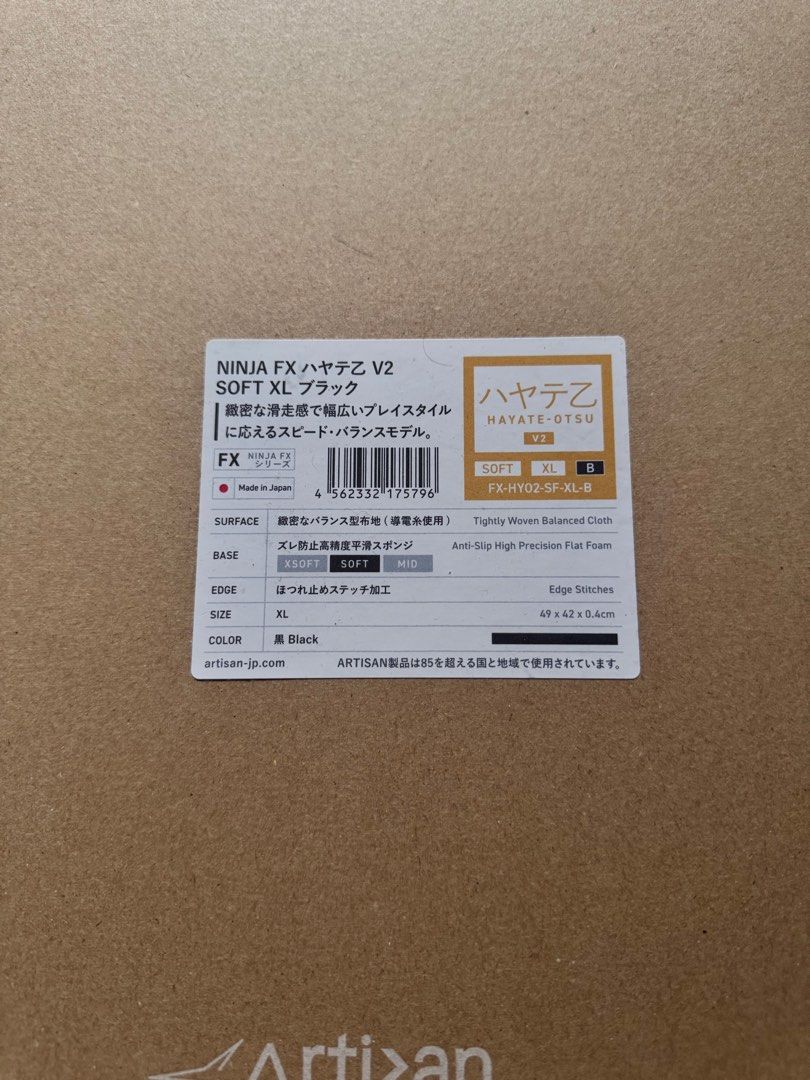 NINJA FX ハヤテ乙 V2
SOFT XL ブラック
緻密な滑走感で幅広いプレイスタイル
に応えるスピード・バランスモデル。
FX NINJA FX
シリーズ
Made in Japan
4 562332 175796
ハヤテ乙
HAYATE-OTSU
V2
SOFT XL B
FX-HY02-SF-XL-B
SURFACE 緻密なバランス型布地 ( 導電糸使用 ) Tightly Woven Balanced Cloth
BASE ズレ防止高精度平滑スポンジ Anti-Slip High Precision Flat Foam
XSOFT SOFT MID
EDGE ほつれ止めステッチ加工 Edge Stitches
SIZE XL 49 x 42 x 0.4cm
COLOR 黒 Black
artisan-jp.com ARTISAN製品は85を超える国と地域で使用されています。
Artisan